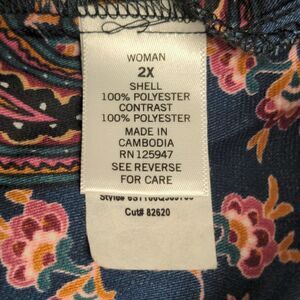 WOMAN
2X
SHELL
100% POLYESTER
CONTRAST
100% POLYESTER
MADE IN
CAMBODIA
RN 125947
SEE REVERSE
FOR CARE
Style#
Cut# 82620